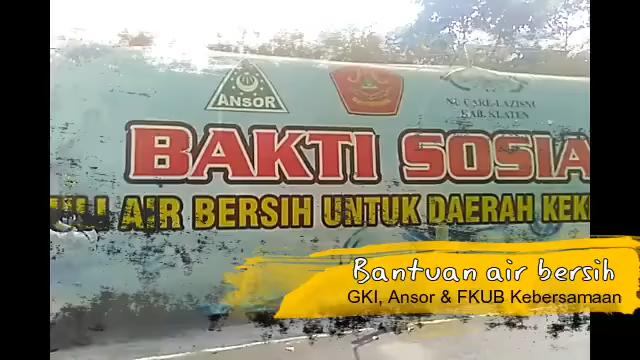 ANSOR
NU CARE-LAZISNU
KAB. KLATEN
BAKTI SOSIA
ULI AIR BERSIH UNTUK DAERAH KEK
Bantuan air bersih
GKI, Ansor & FKUB Kebersamaan